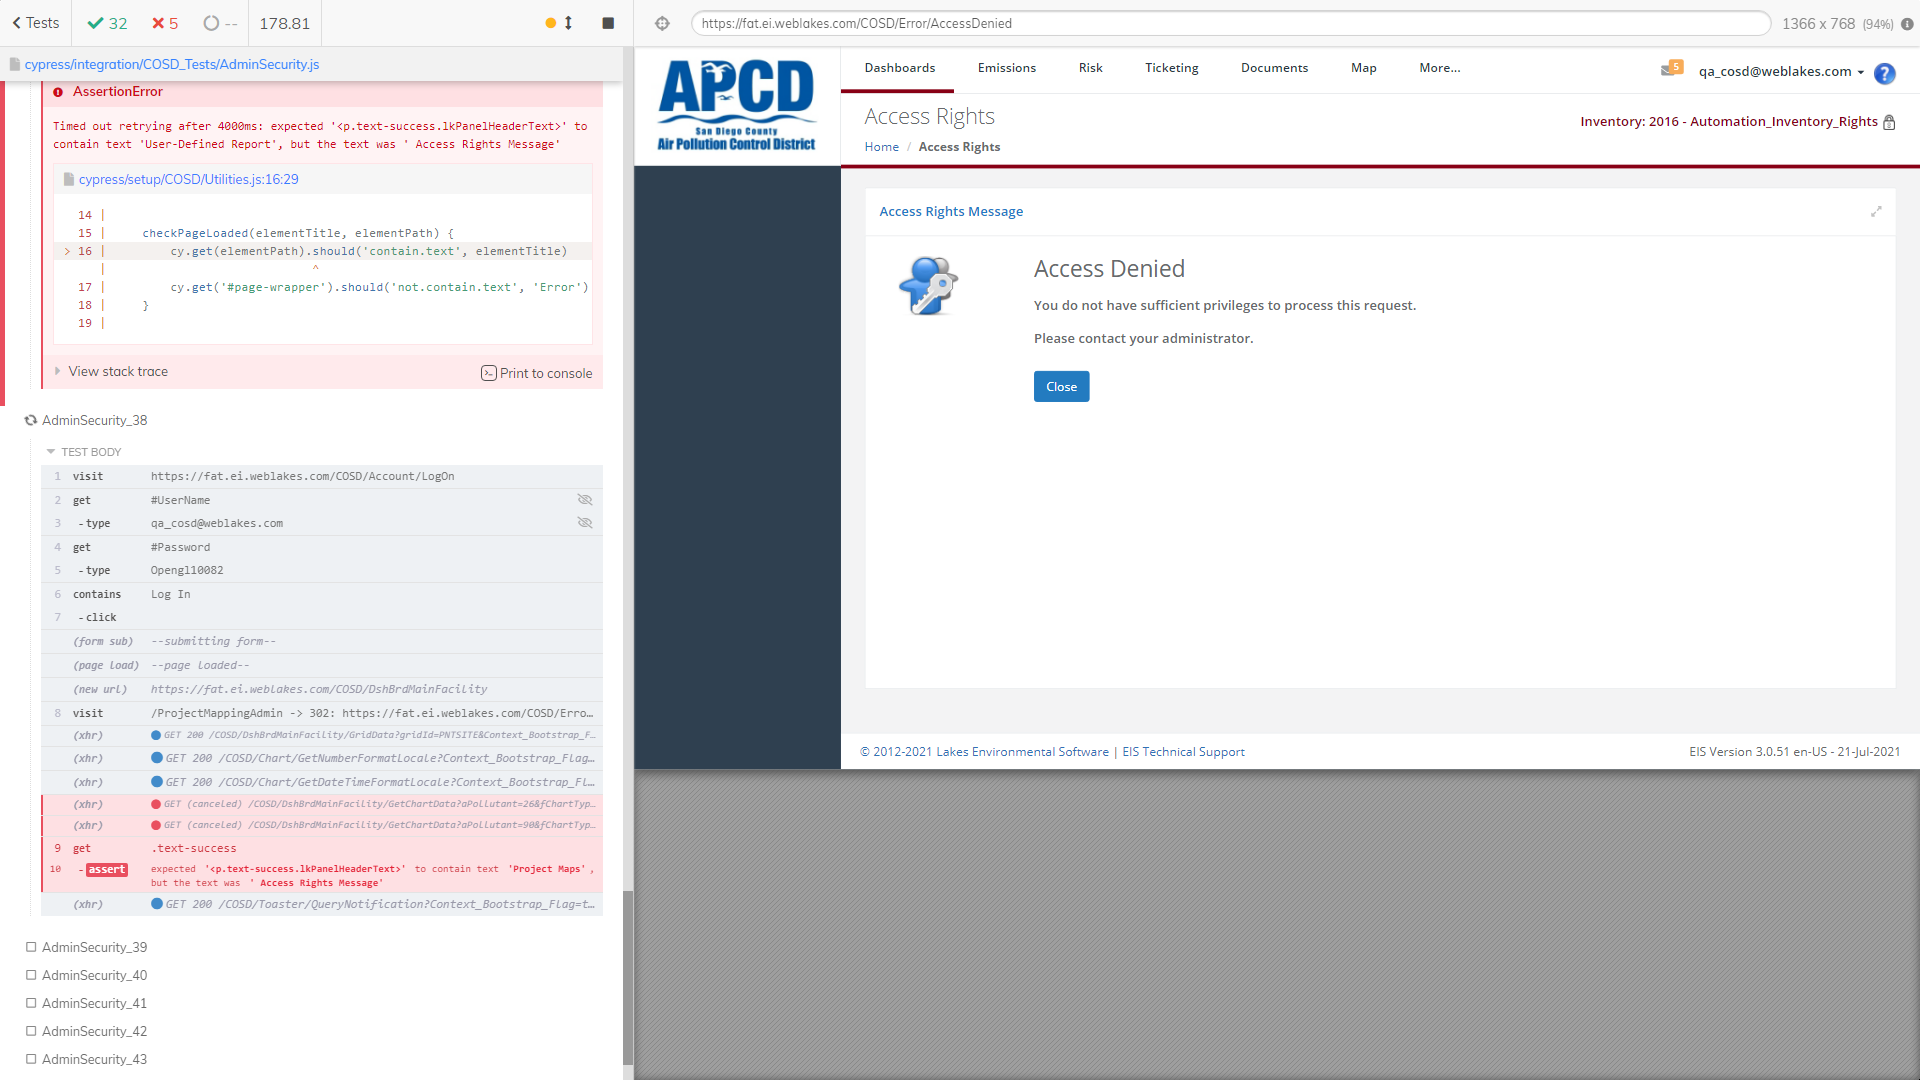 Tests
32
5
--
178.81
cypress/integration/COSD_Tests/AdminSecurity.js
AssertionError
Timed out retrying after 4000ms: expected '<p.text-success.lkPanelHeaderText>' to
contain text 'User-Defined Report', but the text was ' Access Rights Message'
cypress/setup/COSD/Utilities.js:16:29
14 |
15 | checkPageLoaded(elementTitle, elementPath) {
> 16 | cy.get(elementPath).should('contain.text', elementTitle)
| ^
17 | cy.get('#page-wrapper').should('not.contain.text', 'Error')
18 | }
19 |
View stack trace
Print to console
AdminSecurity_38
TEST BODY
1 visit https://fat.ei.weblakes.com/COSD/Account/LogOn
2 get #UserName
3 -type qa_cosd@weblakes.com
4 get #Password
5 -type Opengl10082
6 contains Log In
7 -click
(form sub) --submitting form--
(page load) --page loaded--
(new url) https://fat.ei.weblakes.com/COSD/DshBrdMainFacility
8 visit /ProjectMappingAdmin -> 302: https://fat.ei.weblakes.com/COSD/Erro…
(xhr) GET 200 /COSD/DshBrdMainFacility/GridData?gridId=PNTSITE&Context_Bootstrap_F…
(xhr) GET 200 /COSD/Chart/GetNumberFormatLocale?Context_Bootstrap_Flag…
(xhr) GET 200 /COSD/Chart/GetDateTimeFormatLocale?Context_Bootstrap_Fl…
(xhr) GET (canceled) /COSD/DshBrdMainFacility/GetChartData?aPollutant=26&fChartTyp…
(xhr) GET (canceled) /COSD/DshBrdMainFacility/GetChartData?aPollutant=90&fChartTyp…
9 get .text-success
10 -assert expected '<p.text-success.lkPanelHeaderText>' to contain text 'Project Maps',
but the text was ' Access Rights Message'
(xhr) GET 200 /COSD/Toaster/QueryNotification?Context_Bootstrap_Flag=t…
AdminSecurity_39
AdminSecurity_40
AdminSecurity_41
AdminSecurity_42
AdminSecurity_43
https://fat.ei.weblakes.com/COSD/Error/AccessDenied
1366 x 768 (94%)
APCD
San Diego County
Air Pollution Control District
Dashboards
Emissions
Risk
Ticketing
Documents
Map
More...
5
qa_cosd@weblakes.com
?
Access Rights
Home / Access Rights
Inventory: 2016 - Automation_Inventory_Rights
Access Rights Message
Access Denied
You do not have sufficient privileges to process this request.
Please contact your administrator.
Close
© 2012-2021 Lakes Environmental Software | EIS Technical Support
EIS Version 3.0.51 en-US - 21-Jul-2021